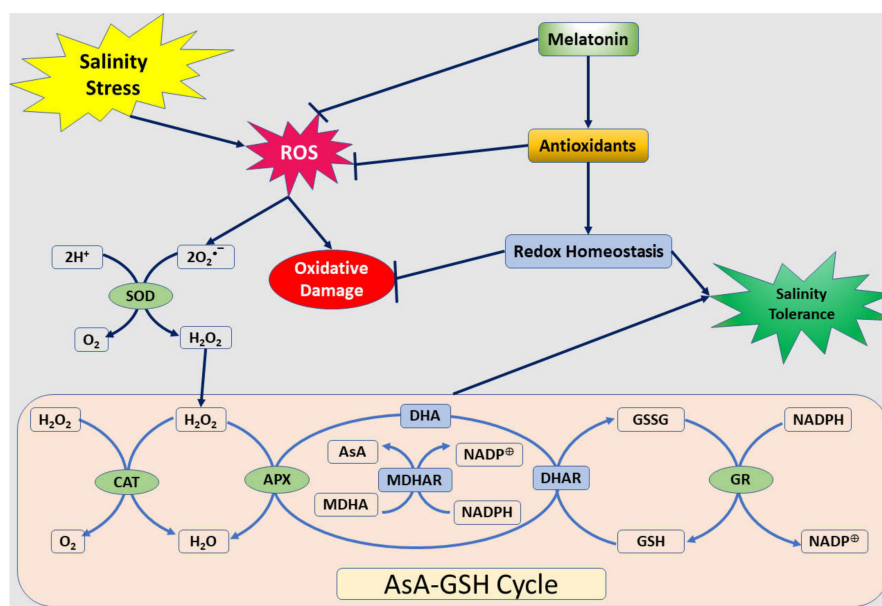 Salinity
Stress
Melatonin
ROS
Antioxidants
2H⁺
2O₂•⁻
Oxidative
Damage
Redox Homeostasis
SOD
Salinity
Tolerance
O₂
H₂O₂
H₂O₂
H₂O₂
DHA
GSSG
NADPH
AsA
NADP⊕
CAT
APX
MDHAR
DHAR
GR
MDHA
NADPH
O₂
H₂O
GSH
NADP⊕
AsA-GSH Cycle